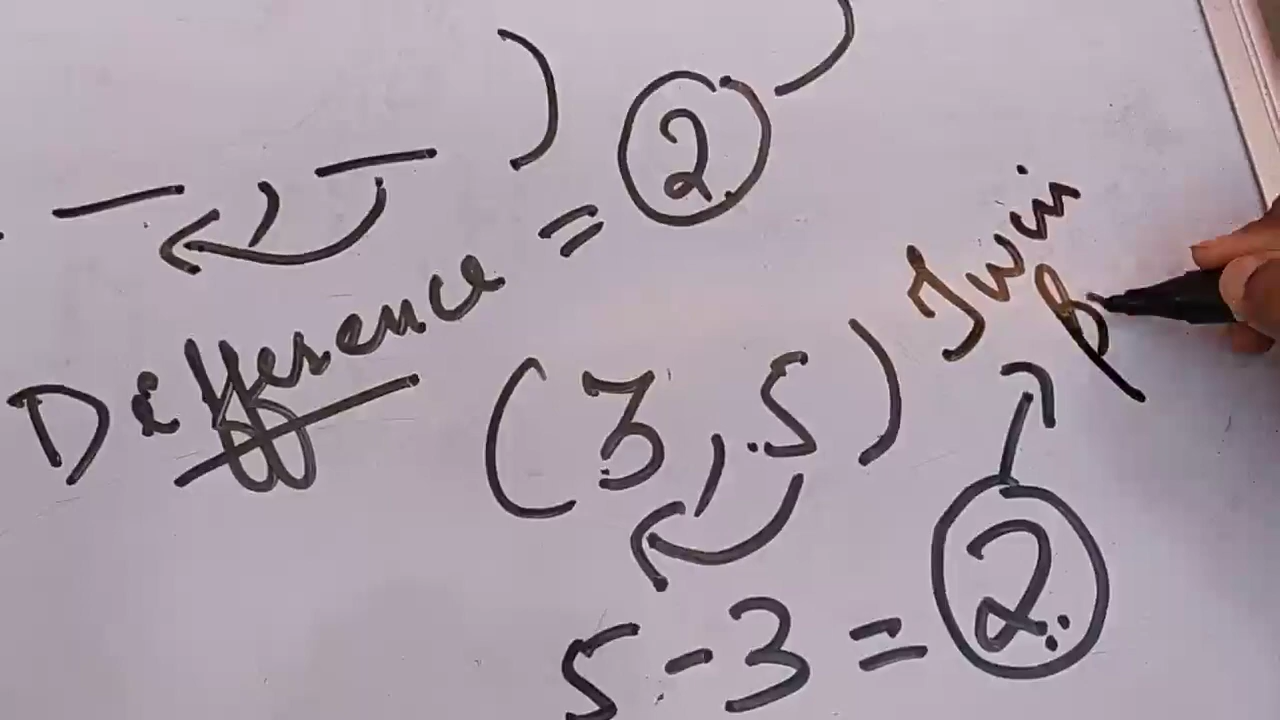 _ , _ )
Difference = 2
(3, 5) Twin
P
5 - 3 = 2